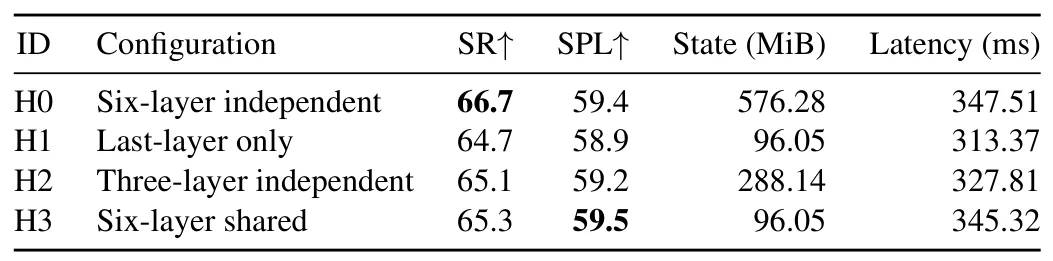 ID Configuration SR↑ SPL↑ State (MiB) Latency (ms)
H0 Six-layer independent 66.7 59.4 576.28 347.51
H1 Last-layer only 64.7 58.9 96.05 313.37
H2 Three-layer independent 65.1 59.2 288.14 327.81
H3 Six-layer shared 65.3 59.5 96.05 345.32